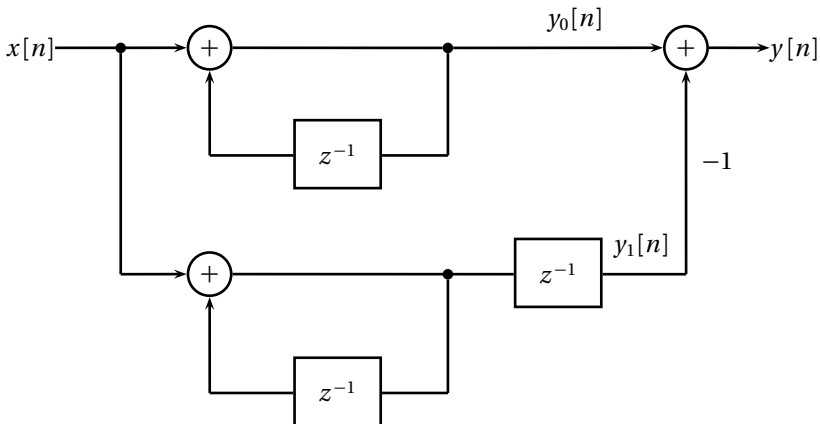 x[n] + y₀[n] + y[n]
z⁻¹
−1
+ z⁻¹ y₁[n]
z⁻¹